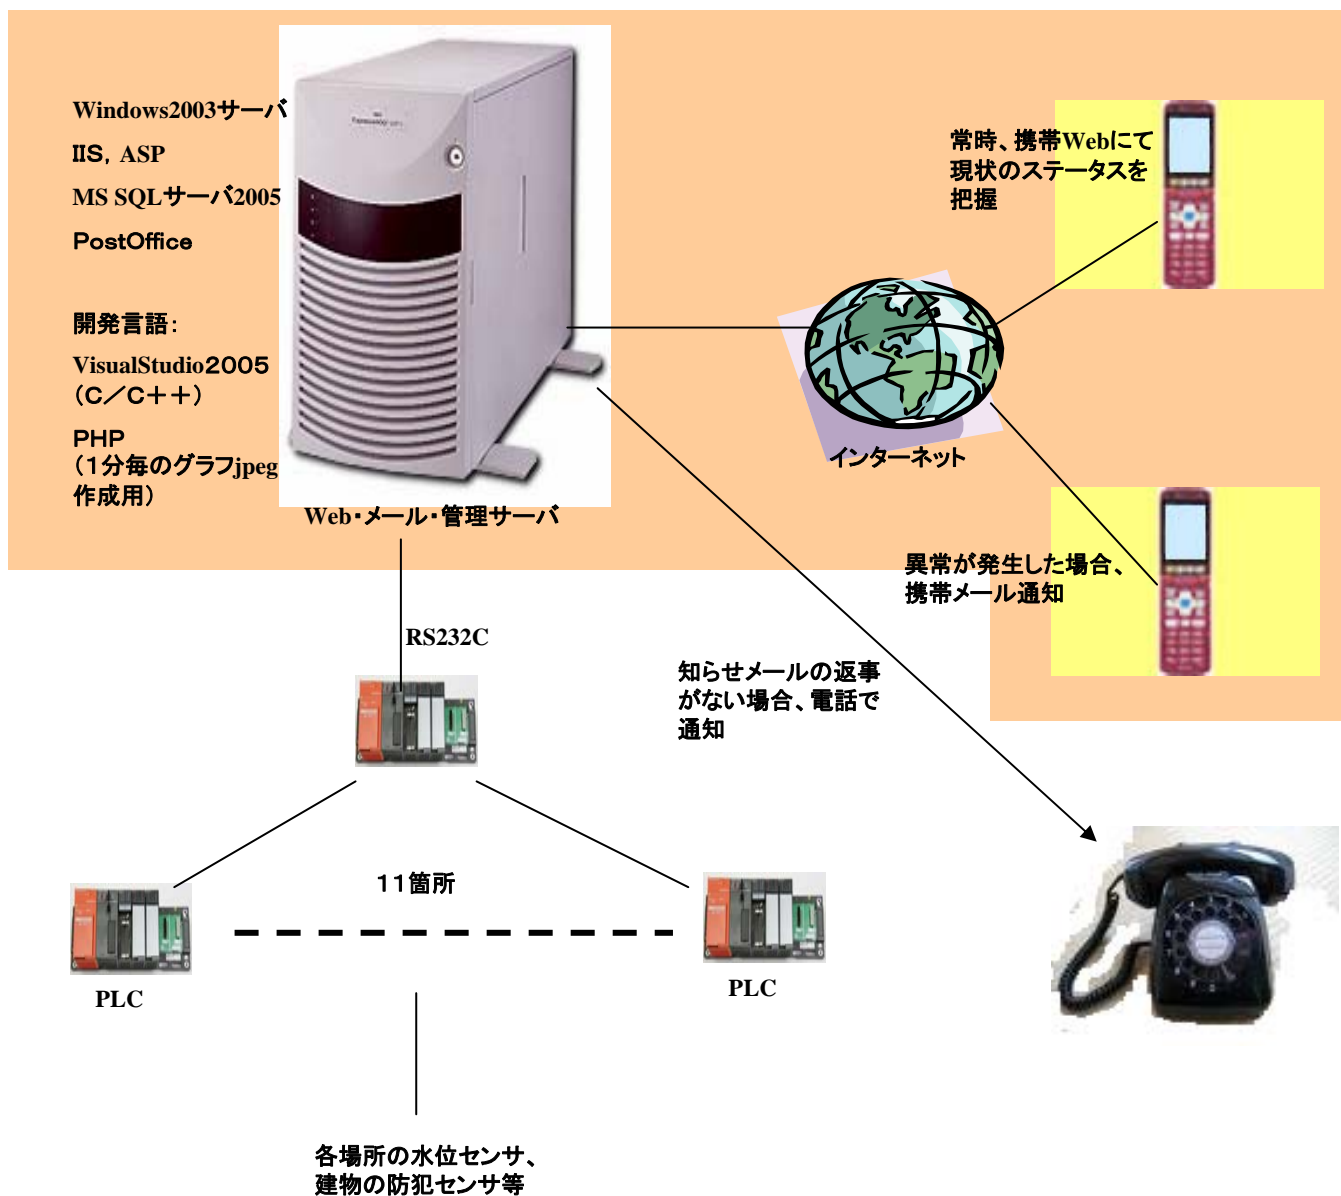 Windows2003サーバ
IIS，ASP
MS SQLサーバ2005
PostOffice
開発言語：
VisualStudio２００５
（C／C＋＋）
PHP
（１分毎のグラフjpeg
作成用）
Web・メール・管理サーバ
常時、携帯Webにて
現状のステータスを
把握
インターネット
異常が発生した場合、
携帯メール通知
RS232C
知らせメールの返事
がない場合、電話で
通知
１１箇所
PLC
PLC
各場所の水位センサ、
建物の防犯センサ等